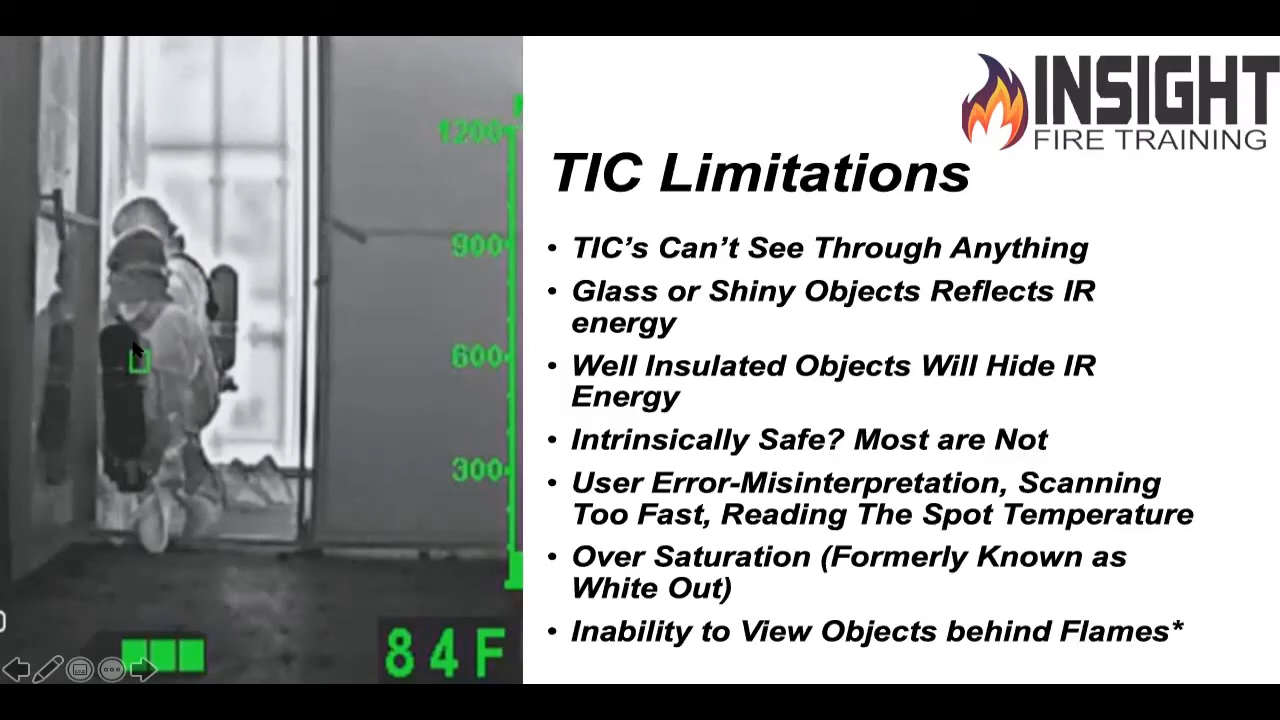 INSIGHT
FIRE TRAINING
TIC Limitations
• TIC's Can't See Through Anything
• Glass or Shiny Objects Reflects IR
energy
• Well Insulated Objects Will Hide IR
Energy
• Intrinsically Safe? Most are Not
• User Error-Misinterpretation, Scanning
Too Fast, Reading The Spot Temperature
• Over Saturation (Formerly Known as
White Out)
• Inability to View Objects behind Flames*
1200
900
600
300
84F